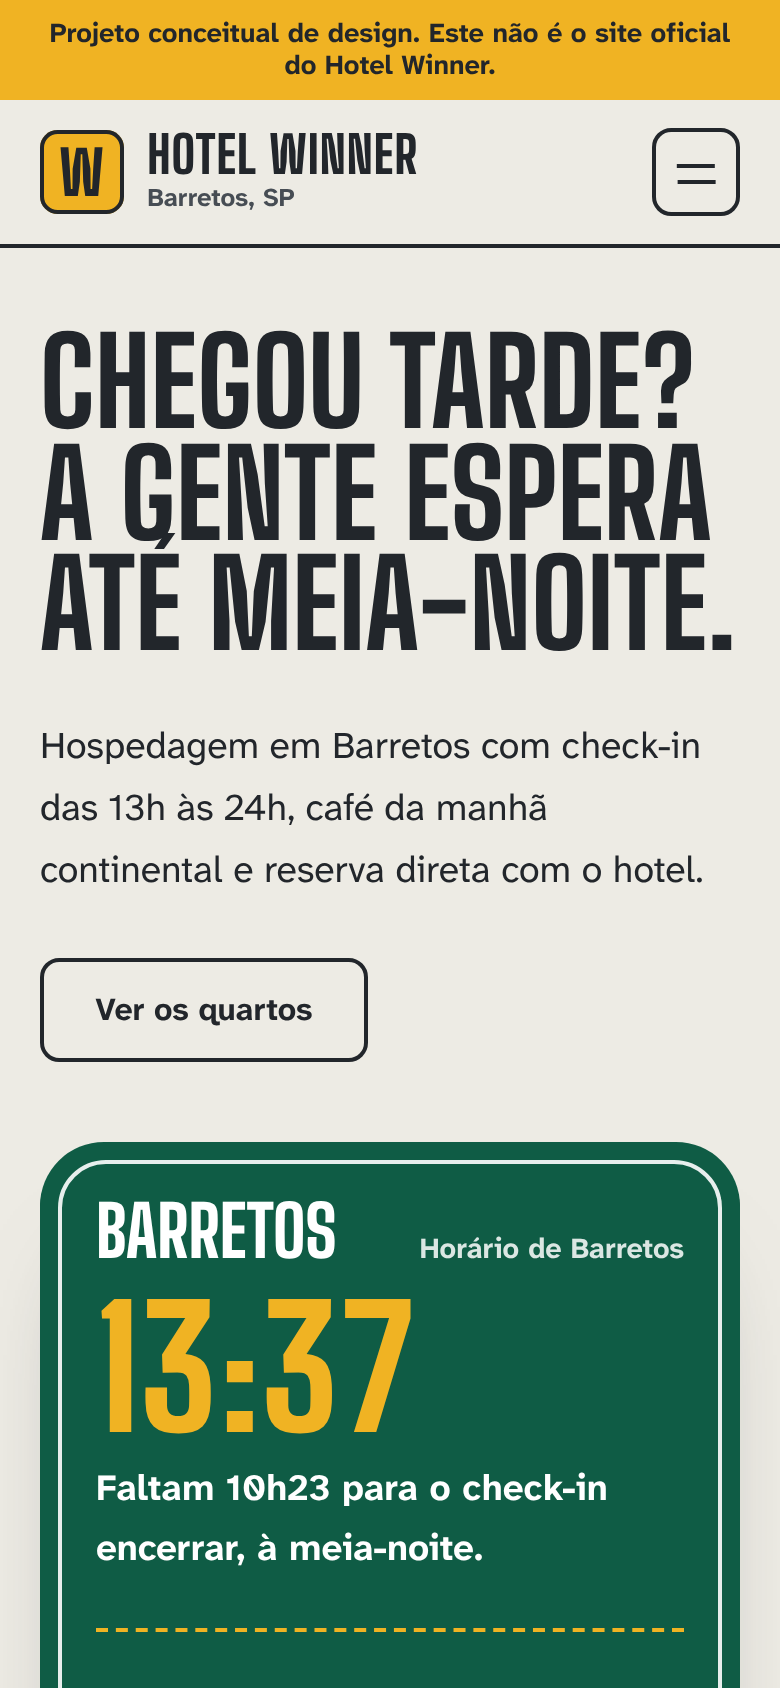 Projeto conceitual de design. Este não é o site oficial
do Hotel Winner.
W
HOTEL WINNER
Barretos, SP
CHEGOU TARDE?
A GENTE ESPERA
ATÉ MEIA-NOITE.
Hospedagem em Barretos com check-in
das 13h às 24h, café da manhã
continental e reserva direta com o hotel.
Ver os quartos
BARRETOS
Horário de Barretos
13:37
Faltam 10h23 para o check-in
encerrar, à meia-noite.